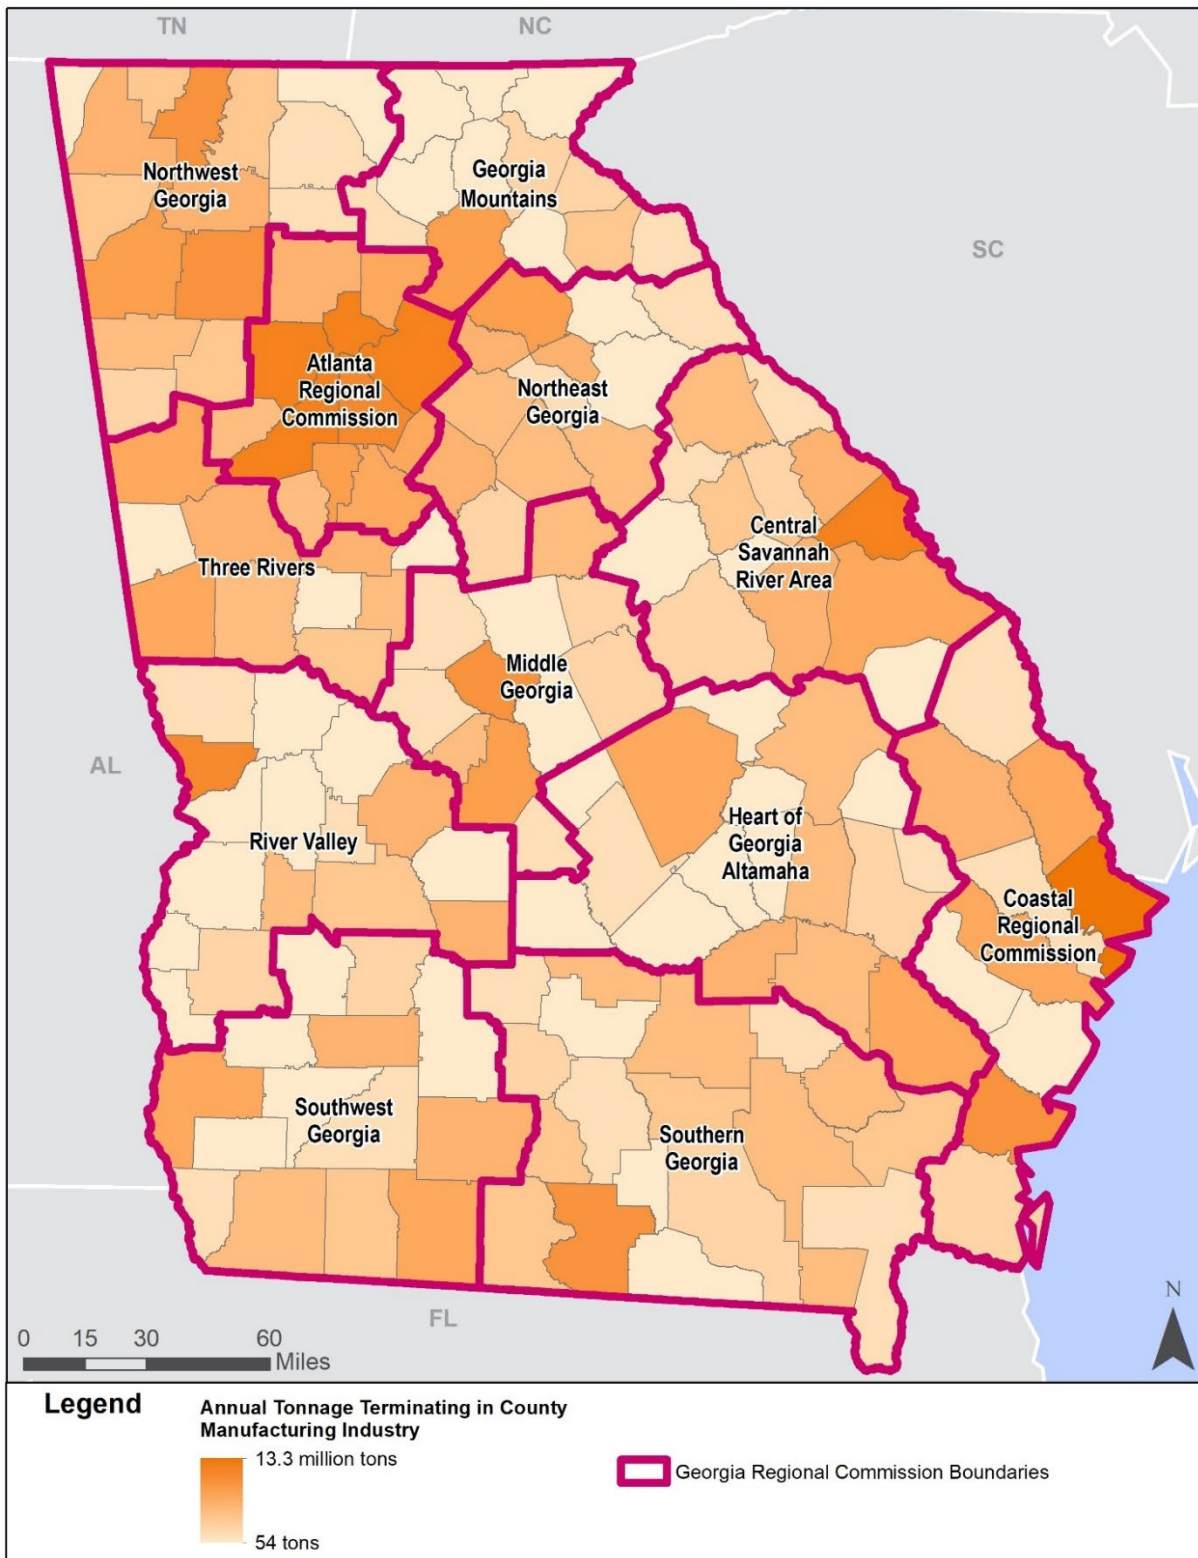 TN
NC
Northwest
Georgia
Georgia
Mountains
SC
Atlanta
Regional
Commission
Northeast
Georgia
Central
Savannah
River Area
Three Rivers
Middle
Georgia
AL
River Valley
Heart of
Georgia
Altamaha
Coastal
Regional
Commission
Southwest
Georgia
Southern
Georgia
FL
N
0 15 30 60
Miles
Legend
Annual Tonnage Terminating in County
Manufacturing Industry
13.3 million tons
54 tons
Georgia Regional Commission Boundaries